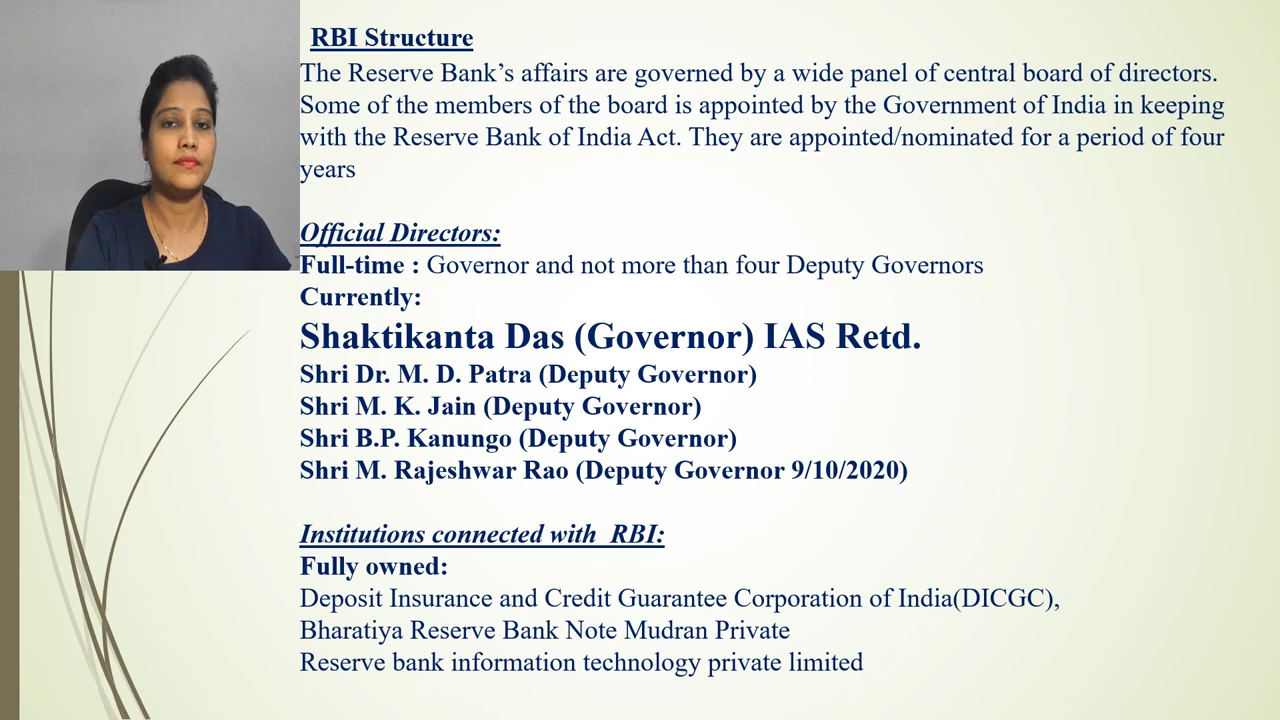 RBI Structure
The Reserve Bank’s affairs are governed by a wide panel of central board of directors.
Some of the members of the board is appointed by the Government of India in keeping
with the Reserve Bank of India Act. They are appointed/nominated for a period of four
years
Official Directors:
Full-time : Governor and not more than four Deputy Governors
Currently:
Shaktikanta Das (Governor) IAS Retd.
Shri Dr. M. D. Patra (Deputy Governor)
Shri M. K. Jain (Deputy Governor)
Shri B.P. Kanungo (Deputy Governor)
Shri M. Rajeshwar Rao (Deputy Governor 9/10/2020)
Institutions connected with  RBI:
Fully owned:
Deposit Insurance and Credit Guarantee Corporation of India(DICGC),
Bharatiya Reserve Bank Note Mudran Private
Reserve bank information technology private limited